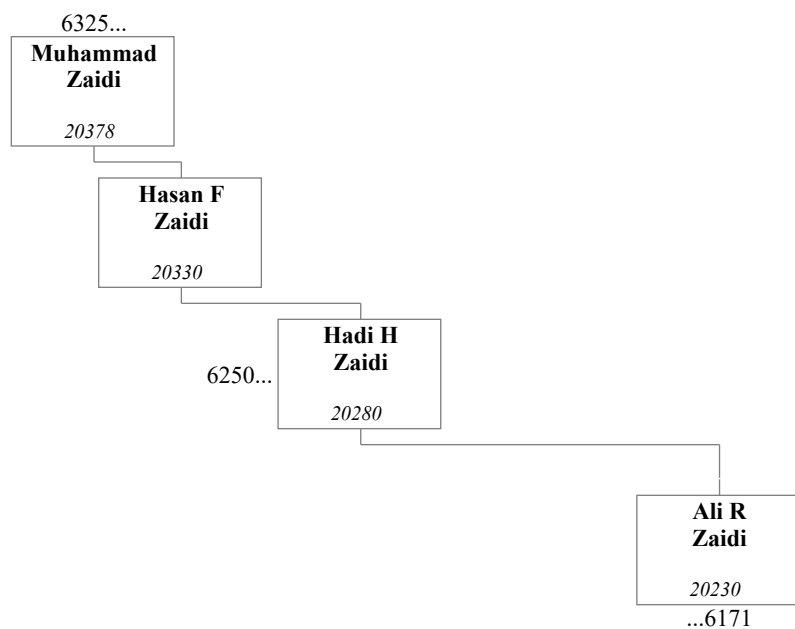 6325...
Muhammad
Zaidi
20378
Hasan F
Zaidi
20330
Hadi H
Zaidi
6250...
20280
Ali R
Zaidi
20230
...6171